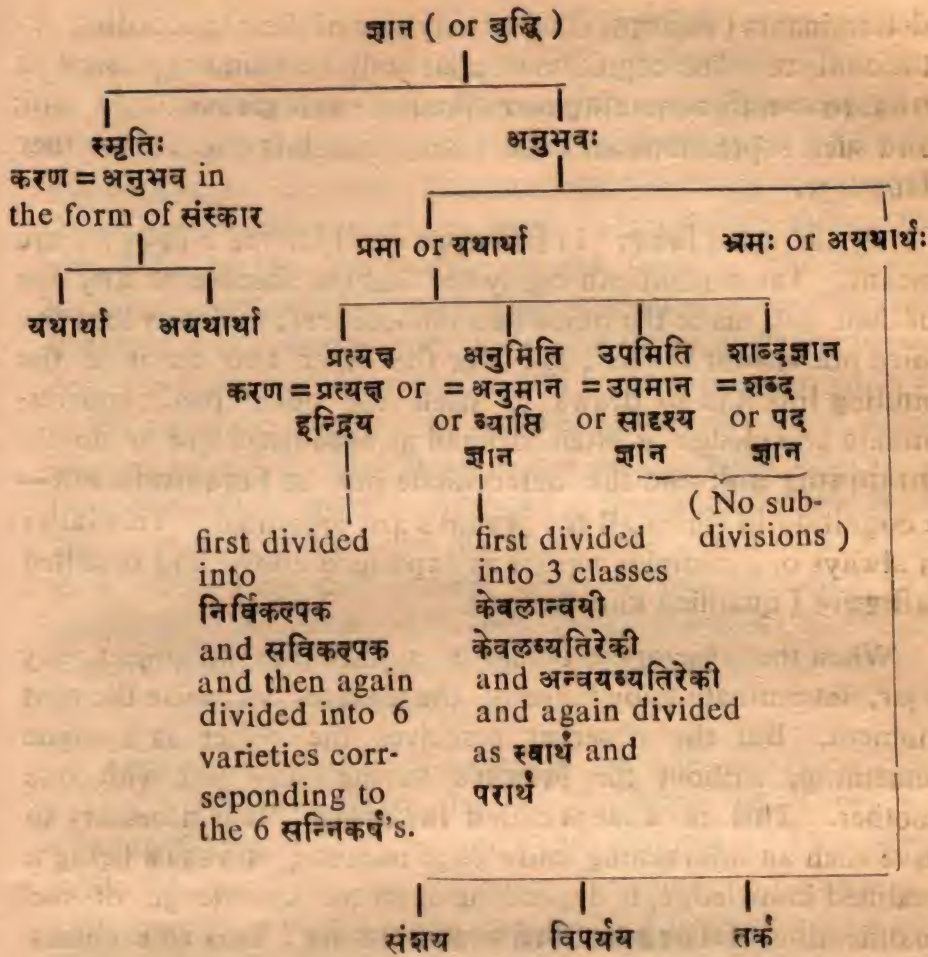 ज्ञान ( or बुद्धि )
स्मृतिः अनुभवः
करण = अनुभव in
the form of संस्कार
प्रमा or यथार्था भ्रमः or अयथार्थः
यथार्था अयथार्था
प्रत्यक्ष अनुमिति उपमिति शाब्दज्ञान
करण = प्रत्यक्ष or = अनुमान = उपमान = शब्द
इन्द्रिय or व्याप्ति or सादृश्य or पद
ज्ञान ज्ञान ज्ञान
( No sub-
divisions )
first divided
into
निर्विकल्पक
and सविकल्पक
and then again
divided into 6
varieties corr-
seponding to
the 6 सन्निकर्ष's.
first divided
into 3 classes
केवलान्वयी
केवलव्यतिरेकी
and अन्वयव्यतिरेकी
and again divided
as स्वार्थ and
परार्थ
संशय विपर्यय तर्क